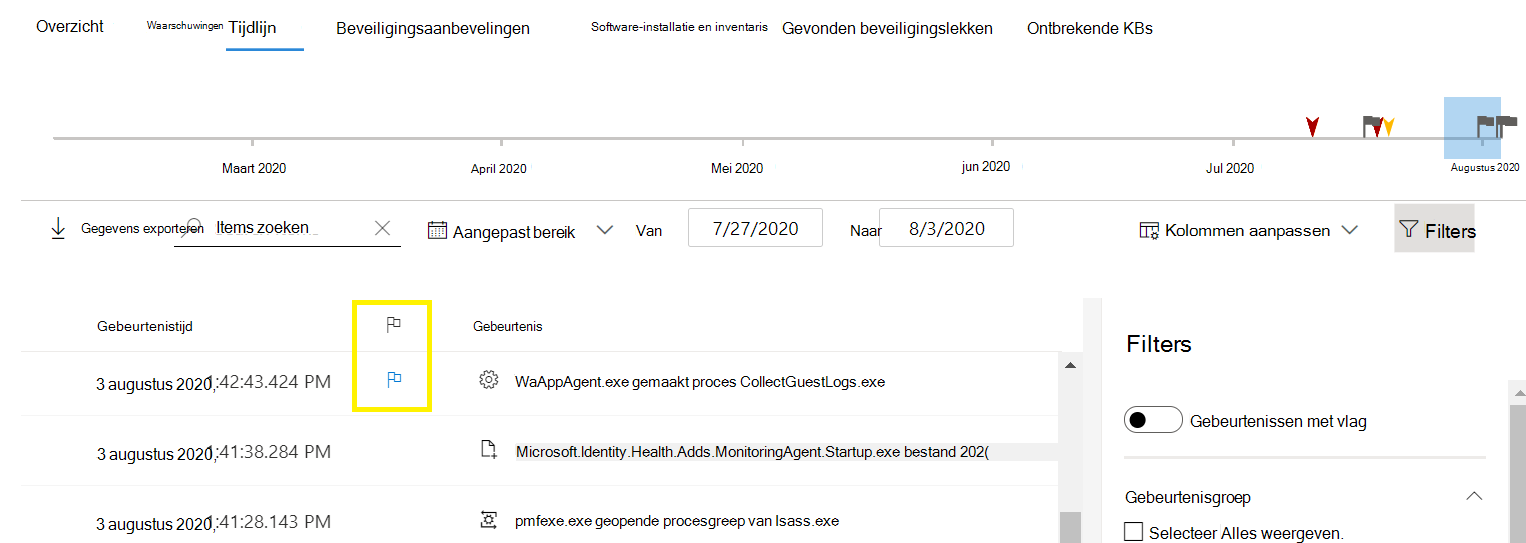 Overzicht Waarschuwingen Tijdlijn Beveiligingsaanbevelingen Software-installatie en inventaris Gevonden beveiligingslekken Ontbrekende KBs
Maart 2020 April 2020 Mei 2020 jun 2020 Jul 2020 Augustus 2020
Gegevens exporteren Items zoeken Aangepast bereik Van 7/27/2020 Naar 8/3/2020 Kolommen aanpassen Filters
Gebeurtenistijd Gebeurtenis
Filters
3 augustus 2020, 1:42:43.424 PM WaAppAgent.exe gemaakt proces CollectGuestLogs.exe
Gebeurtenissen met vlag
3 augustus 2020, 1:41:38.284 PM Microsoft.Identity.Health.Adds.MonitoringAgent.Startup.exe bestand 202(
Gebeurtenisgroep
3 augustus 2020, 1:41:28.143 PM pmfexe.exe geopende procesgreep van lsass.exe
Selecteer Alles weergeven.